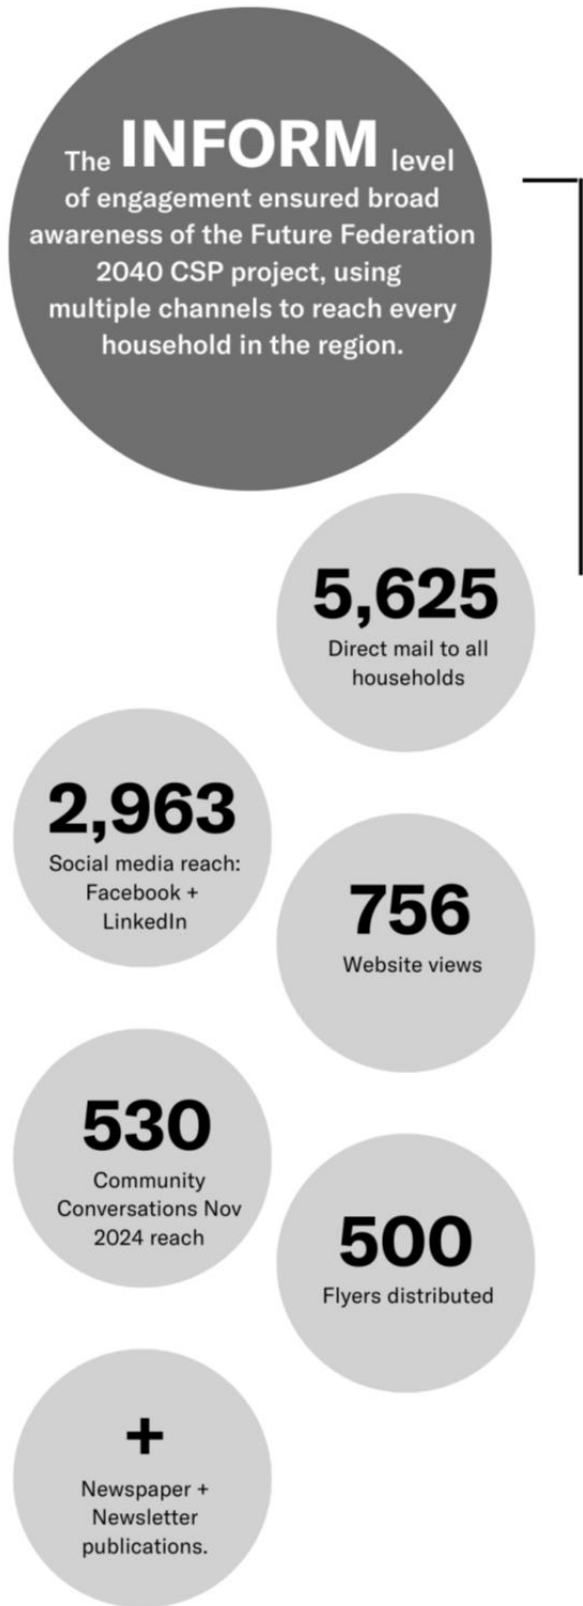 The INFORM level
of engagement ensured broad
awareness of the Future Federation
2040 CSP project, using
multiple channels to reach every
household in the region.
5,625
Direct mail to all
households
2,963
Social media reach:
Facebook +
LinkedIn
756
Website views
530
Community
Conversations Nov
2024 reach
500
Flyers distributed
+
Newspaper +
Newsletter
publications.